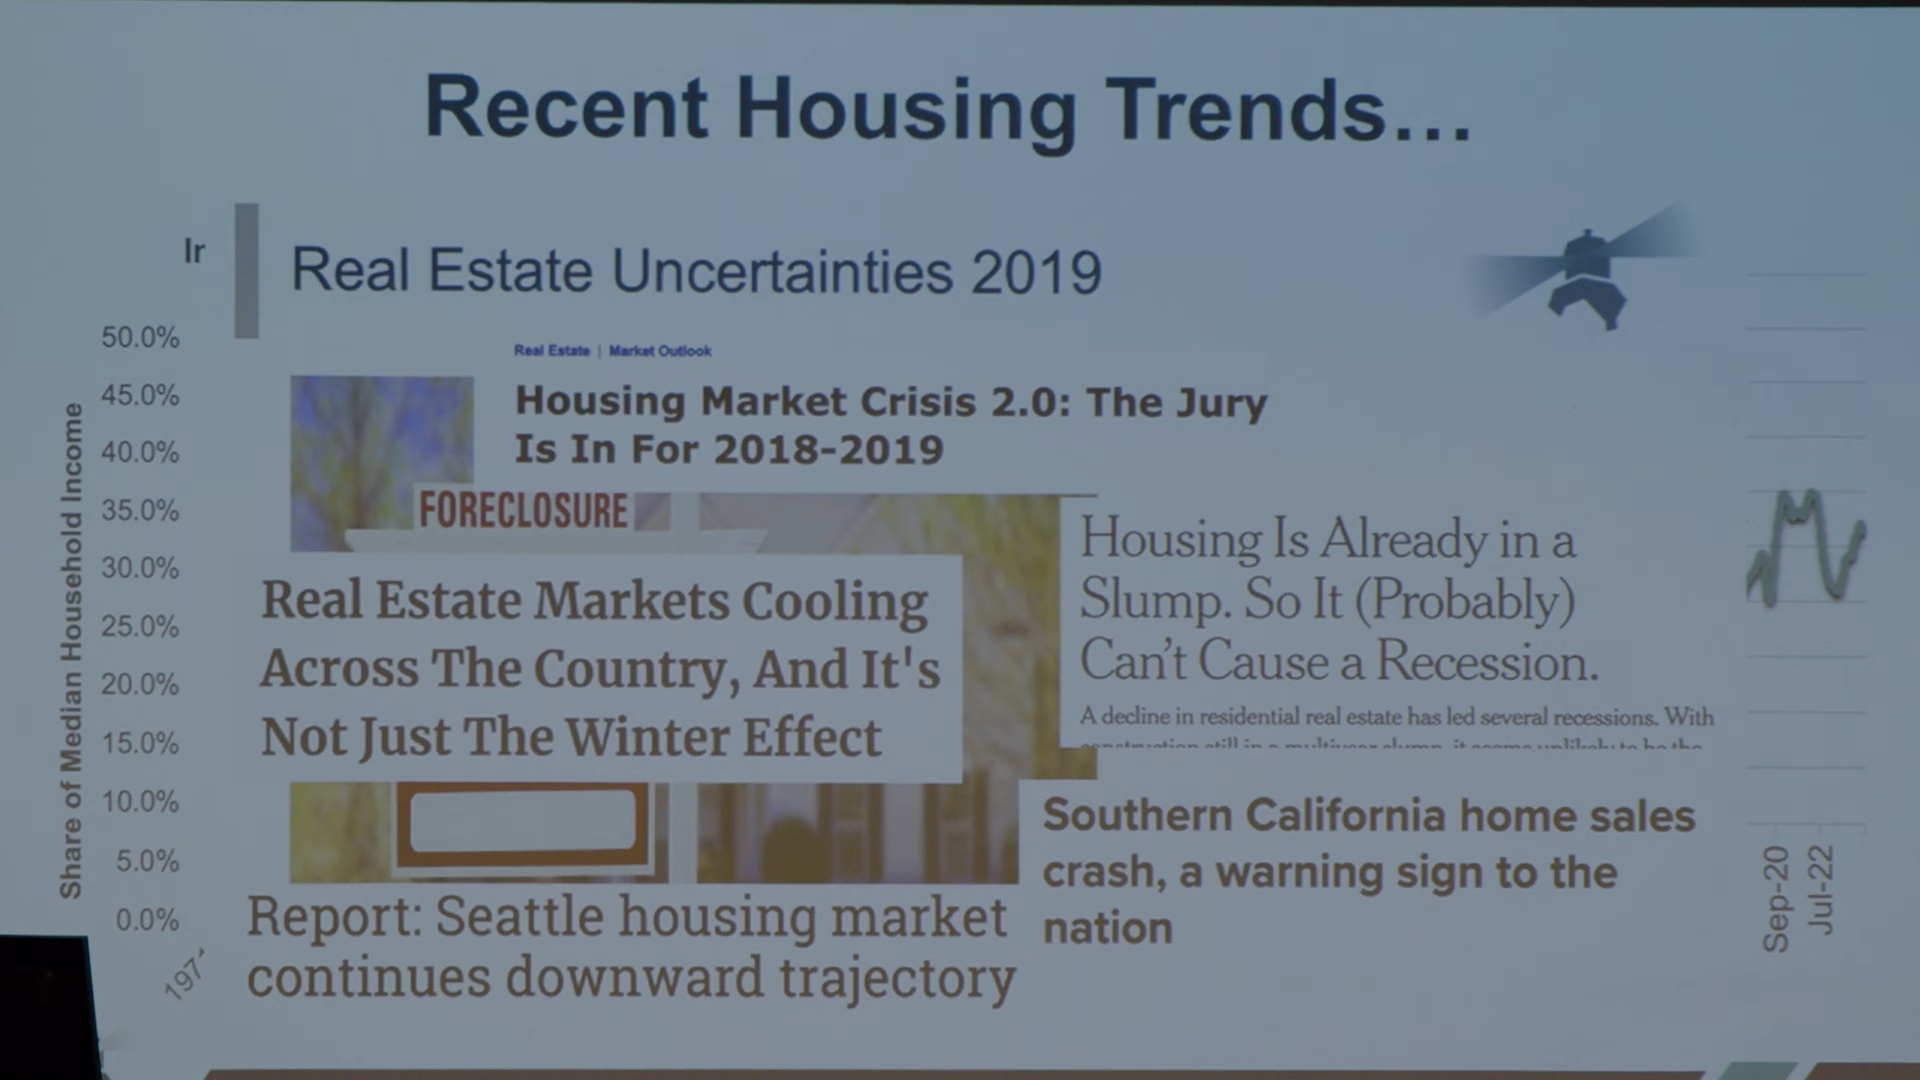 Recent Housing Trends...
Ir
Real Estate Uncertainties 2019
Real Estate | Market Outlook
Housing Market Crisis 2.0: The Jury
Is In For 2018-2019
FORECLOSURE
Housing Is Already in a
Slump. So It (Probably)
Can't Cause a Recession.
A decline in residential real estate has led several recessions. With
Real Estate Markets Cooling
Across The Country, And It's
Not Just The Winter Effect
Southern California home sales
crash, a warning sign to the
nation
Report: Seattle housing market
continues downward trajectory
Share of Median Household Income
50.0%
45.0%
40.0%
35.0%
30.0%
25.0%
20.0%
15.0%
10.0%
5.0%
0.0%
Sep-20
Jul-22